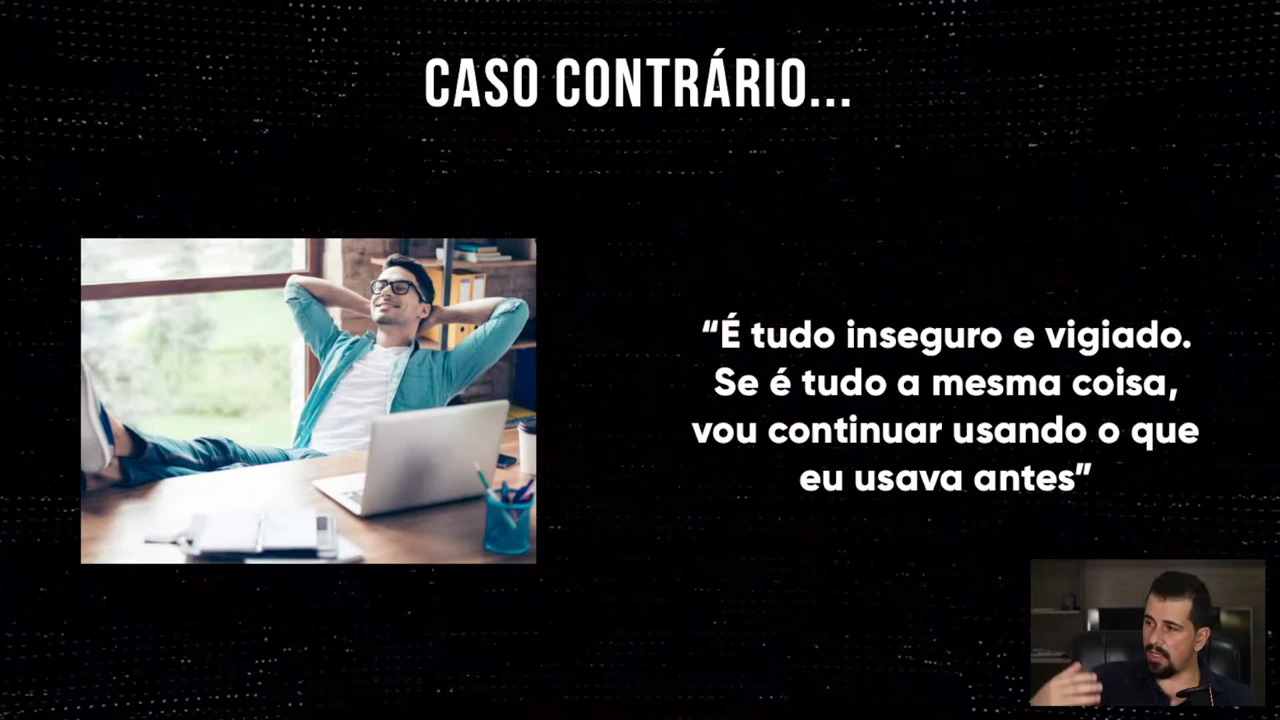 CASO CONTRÁRIO...
“É tudo inseguro e vigiado.
Se é tudo a mesma coisa,
vou continuar usando o que
eu usava antes”